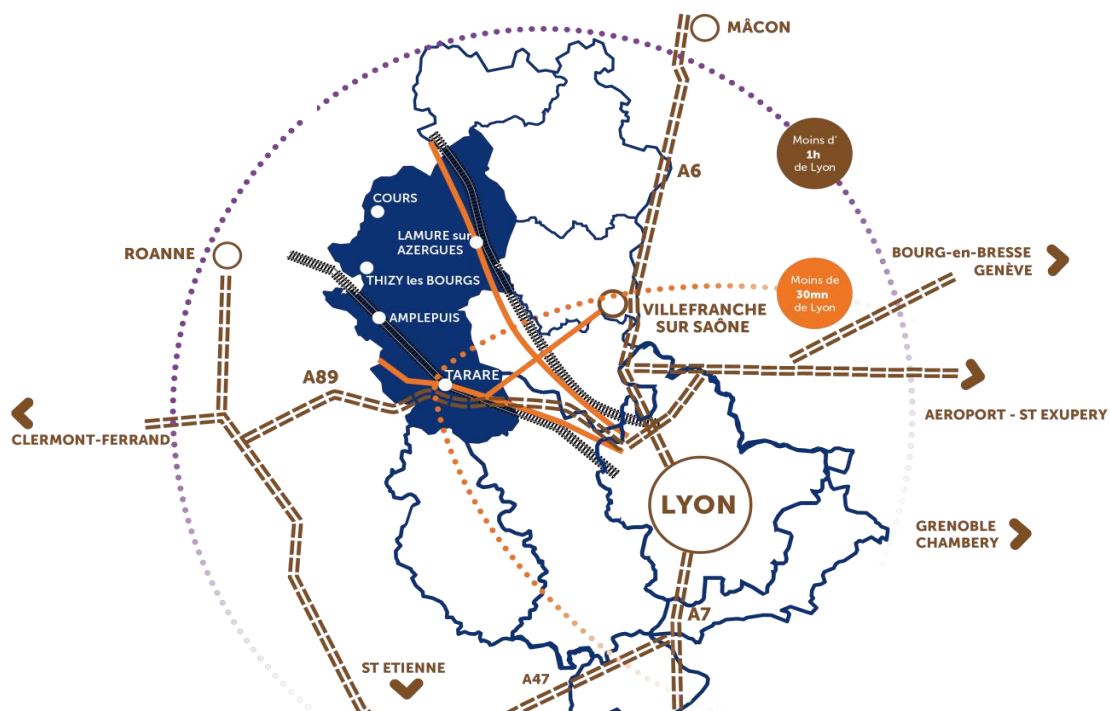 MÂCON
Moins d'
1h
de Lyon
A6
COURS
ROANNE
LAMURE sur
AZERGUES
BOURG-en-BRESSE
GENÈVE
THIZY les BOURGS
Moins de
30mn
de Lyon
AMPLEPUIS
VILLEFRANCHE
SUR SAÔNE
TARARE
A89
AEROPORT - ST EXUPERY
CLERMONT-FERRAND
LYON
GRENOBLE
CHAMBERY
A7
ST ETIENNE
A47